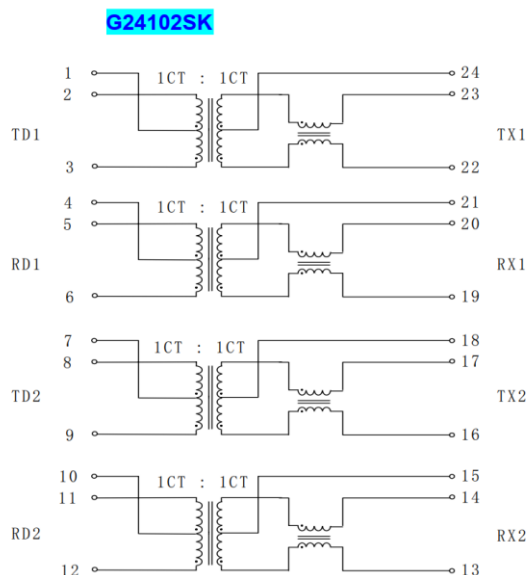 G24102SK
1 1CT : 1CT 24
2 23
TD1 TX1
3 22
4 1CT : 1CT 21
5 20
RD1 RX1
6 19
7 1CT : 1CT 18
8 17
TD2 TX2
9 16
10 1CT : 1CT 15
11 14
RD2 RX2
12 13